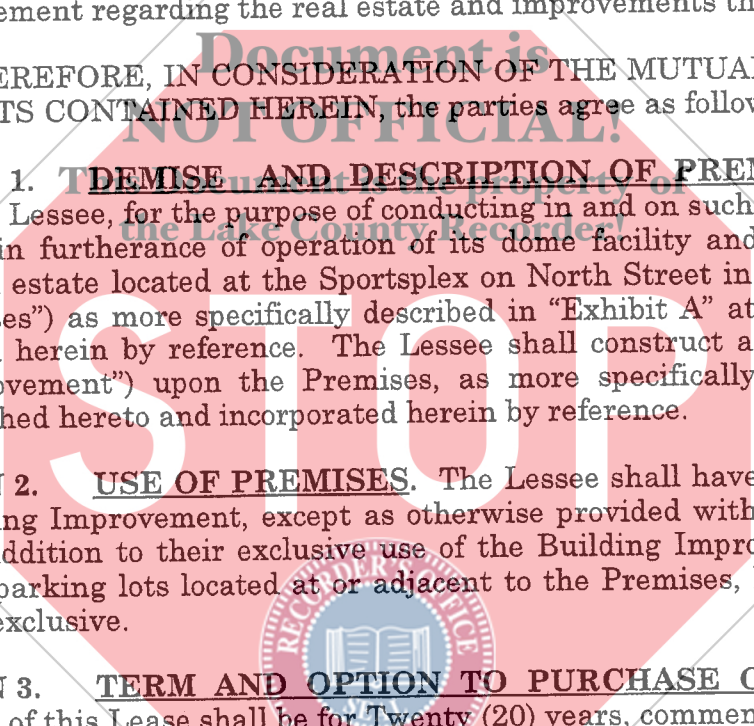 ement regarding the real estate and improvements th
Document is
EREFORE, IN CONSIDERATION OF THE MUTUAL
NOT OFFICIAL!
TS CONTAINED HEREIN, the parties agree as follow
1. DEMISE AND DESCRIPTION OF PREM
This Document is the property of
Lessee, for the purpose of conducting in and on such
the Lake County Recorder!
in furtherance of operation of its dome facility and
estate located at the Sportsplex on North Street in
es”) as more specifically described in “Exhibit A” at
herein by reference. The Lessee shall construct a
ovement”) upon the Premises, as more specifically
hed hereto and incorporated herein by reference.
STOP
2. USE OF PREMISES. The Lessee shall have
ng Improvement, except as otherwise provided with
ddition to their exclusive use of the Building Impro
parking lots located at or adjacent to the Premises,
exclusive.
RECORDER'S OFFICE
SEAL
N 3. TERM AND OPTION TO PURCHASE O
of this Lease shall be for Twenty (20) years, commen